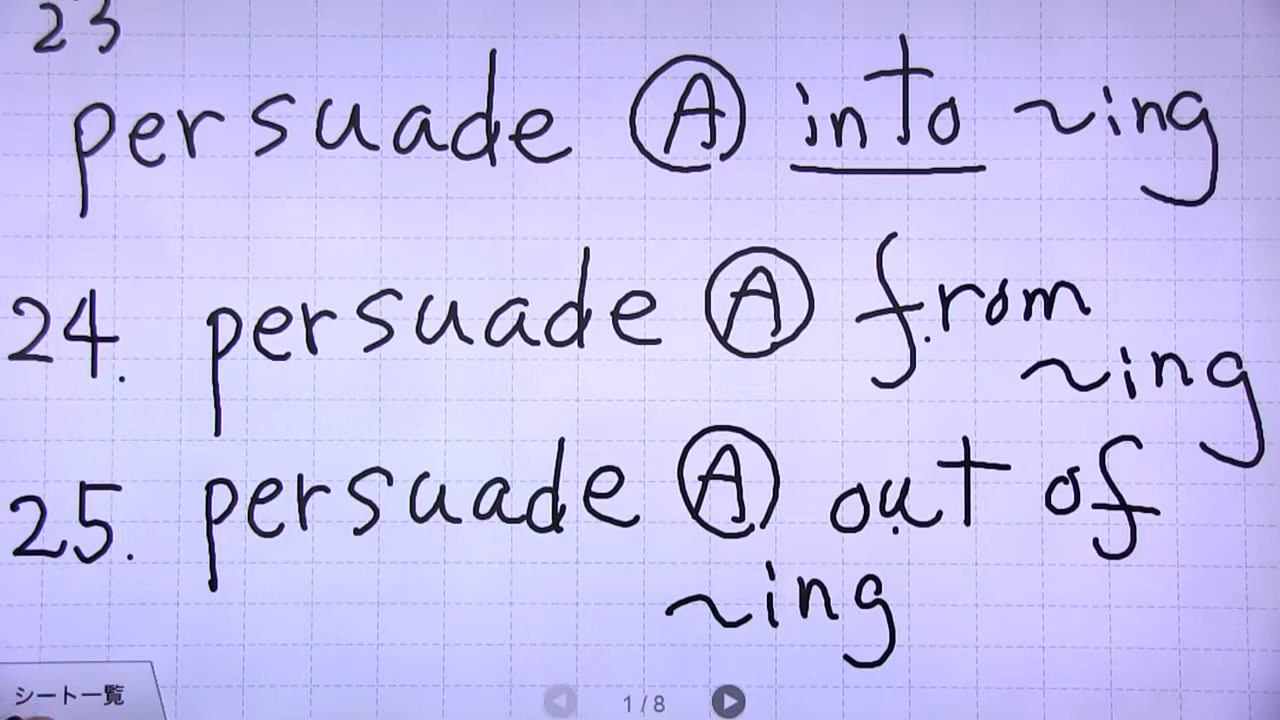 23
persuade Ⓐ into ~ing
24. persuade Ⓐ from
~ing
25. persuade Ⓐ out of
~ing
シート一覧
1/8